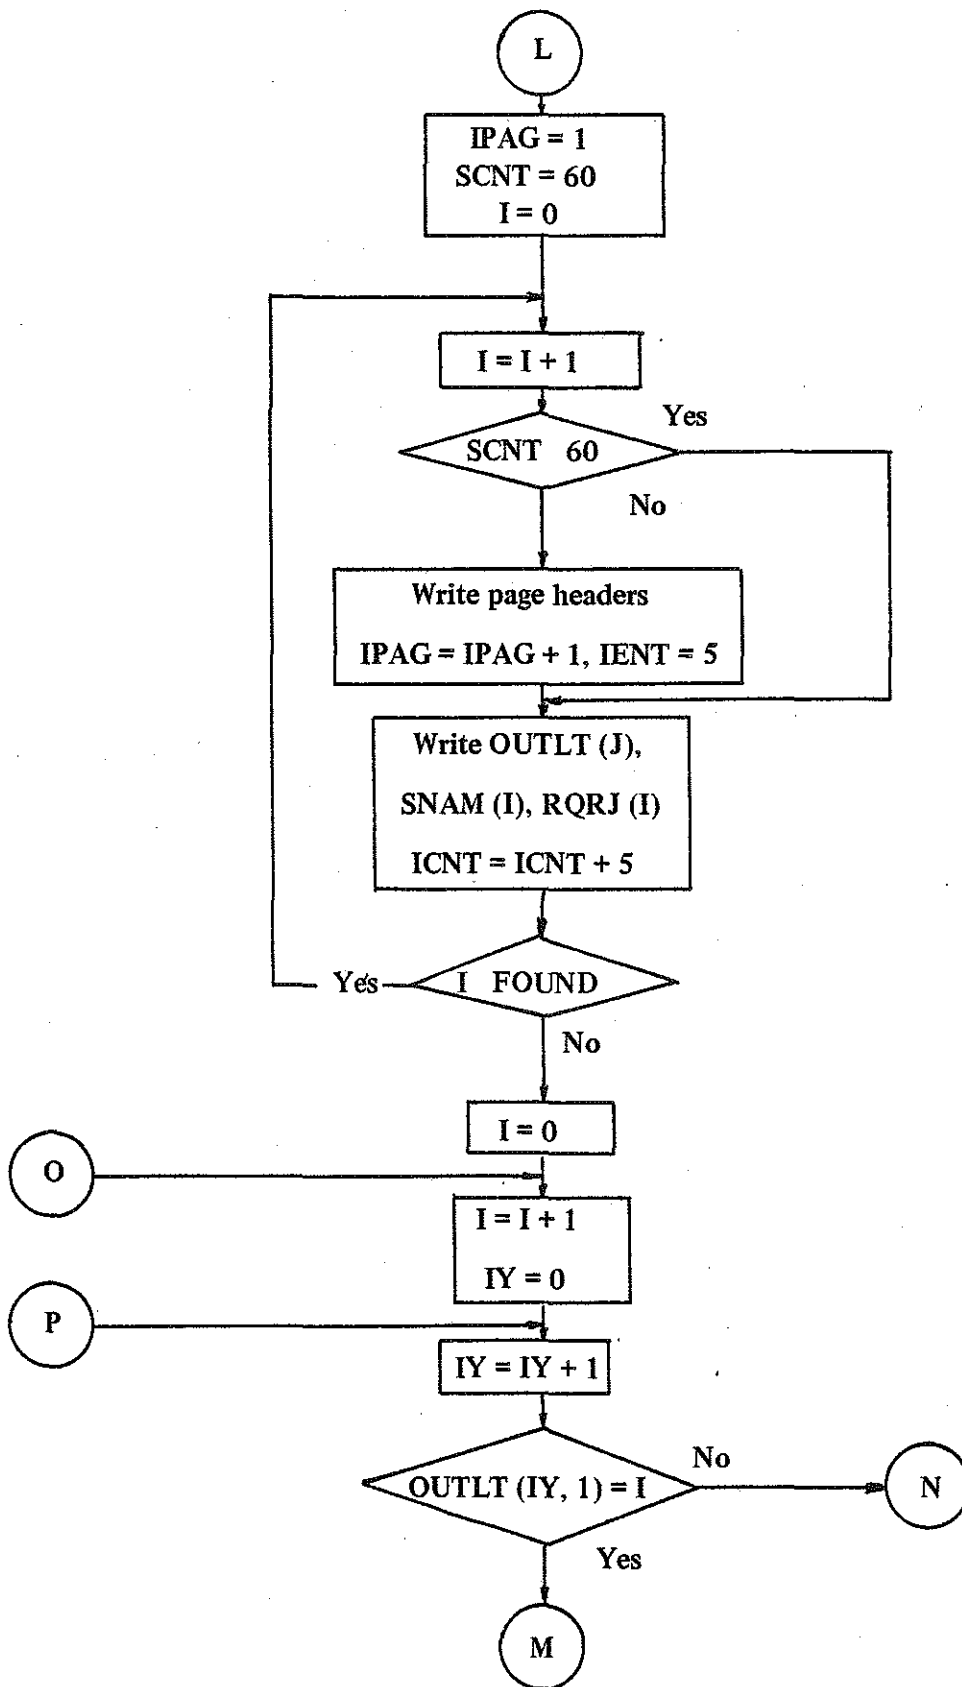 L
IPAG = 1
SCNT = 60
I = 0
I = I + 1
Yes
SCNT 60
No
Write page headers
IPAG = IPAG + 1, IENT = 5
Write OUTLT (J),
SNAM (I), RQRJ (I)
ICNT = ICNT + 5
Yes
I FOUND
No
I = 0
O
I = I + 1
IY = 0
P
IY = IY + 1
No
OUTLT (IY, 1) = I
N
Yes
M